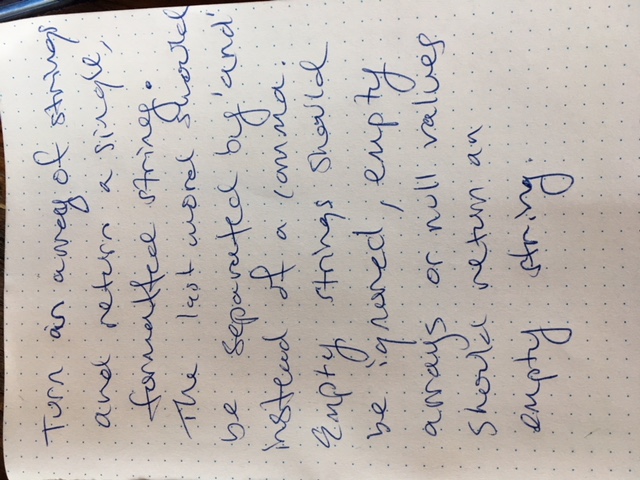 Turn an array of strings
and return a single,
formatted string.
The last word should
be separated by 'and'
instead of a comma.
Empty strings should
be ignored, empty
arrays or null values
should return an
empty string.